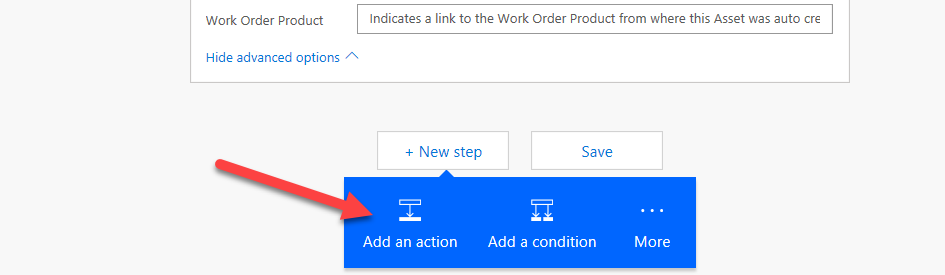 Work Order Product
Indicates a link to the Work Order Product from where this Asset was auto cre
Hide advanced options
+ New step
Save
Add an action
Add a condition
More